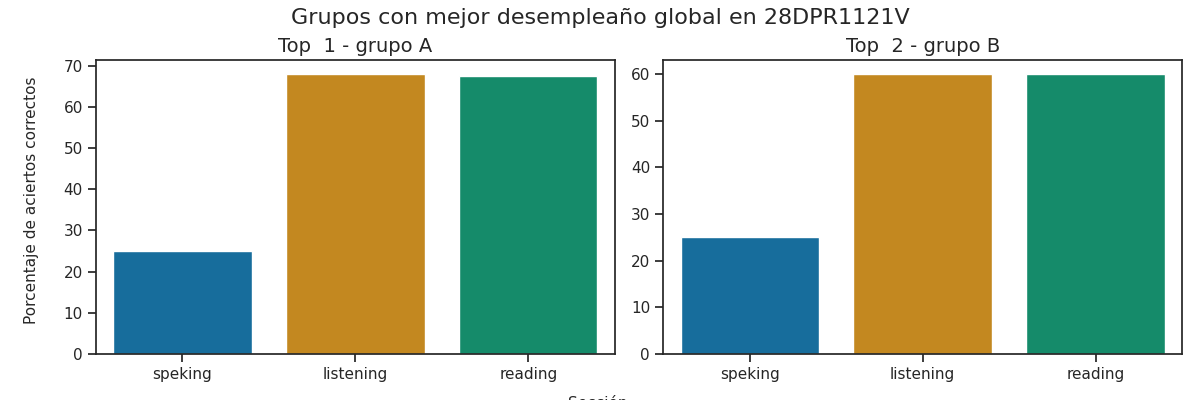 Grupos con mejor desempleaño global en 28DPR1121V
Top 1 - grupo A
Top 2 - grupo B
Porcentaje de aciertos correctos
70
60
50
40
30
20
10
0
60
50
40
30
20
10
0
speking listening reading
speking listening reading
Sección